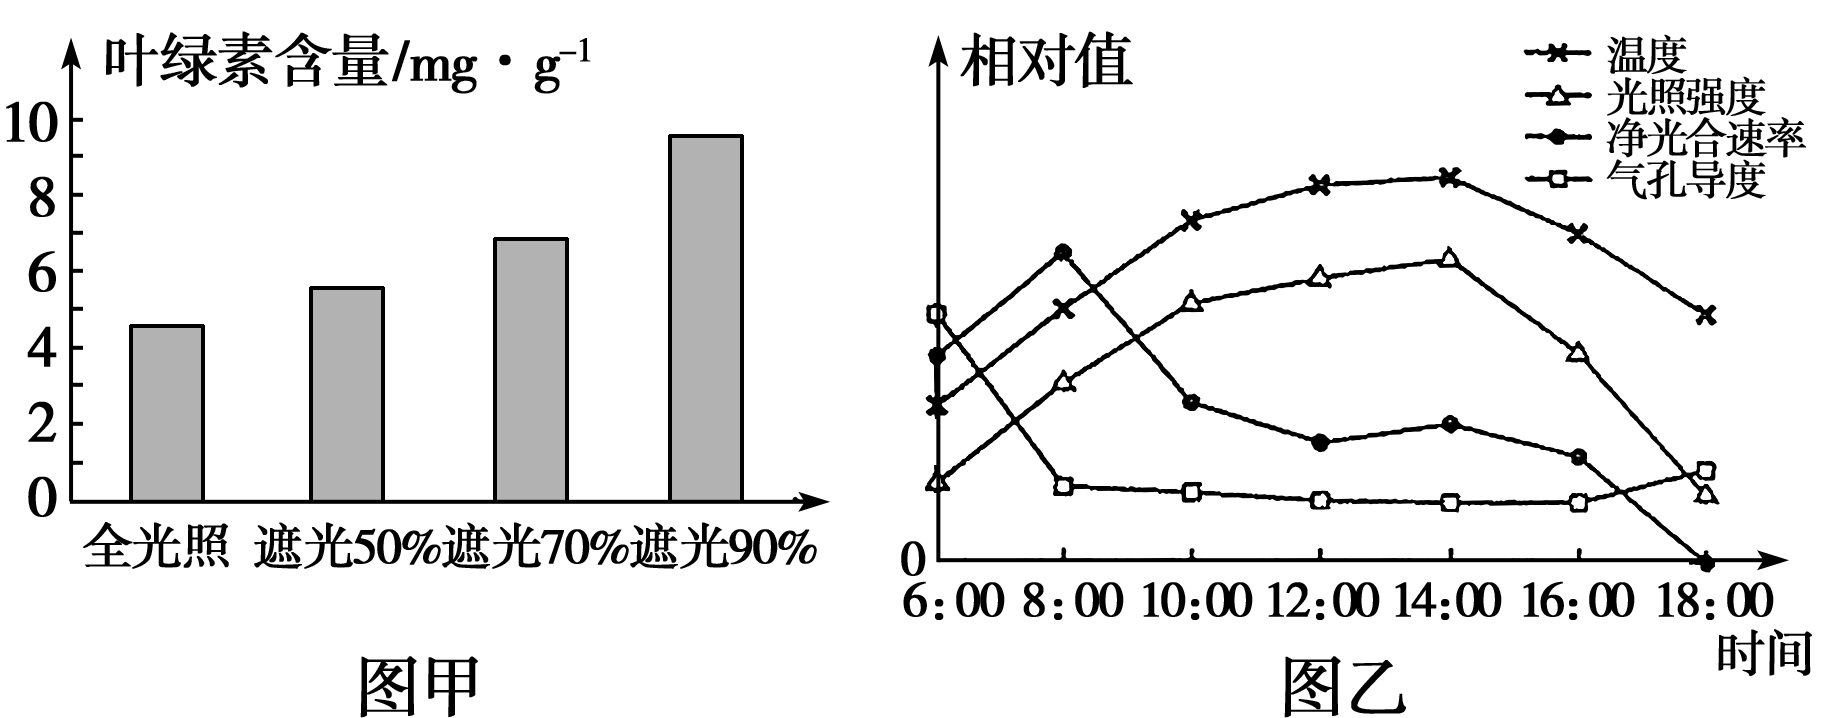 叶绿素含量/mg·g⁻¹
10
8
6
4
2
0
全光照 遮光50% 遮光70% 遮光90%
图甲
相对值
温度
光照强度
净光合速率
气孔导度
0
6:00 8:00 10:00 12:00 14:00 16:00 18:00
时间
图乙